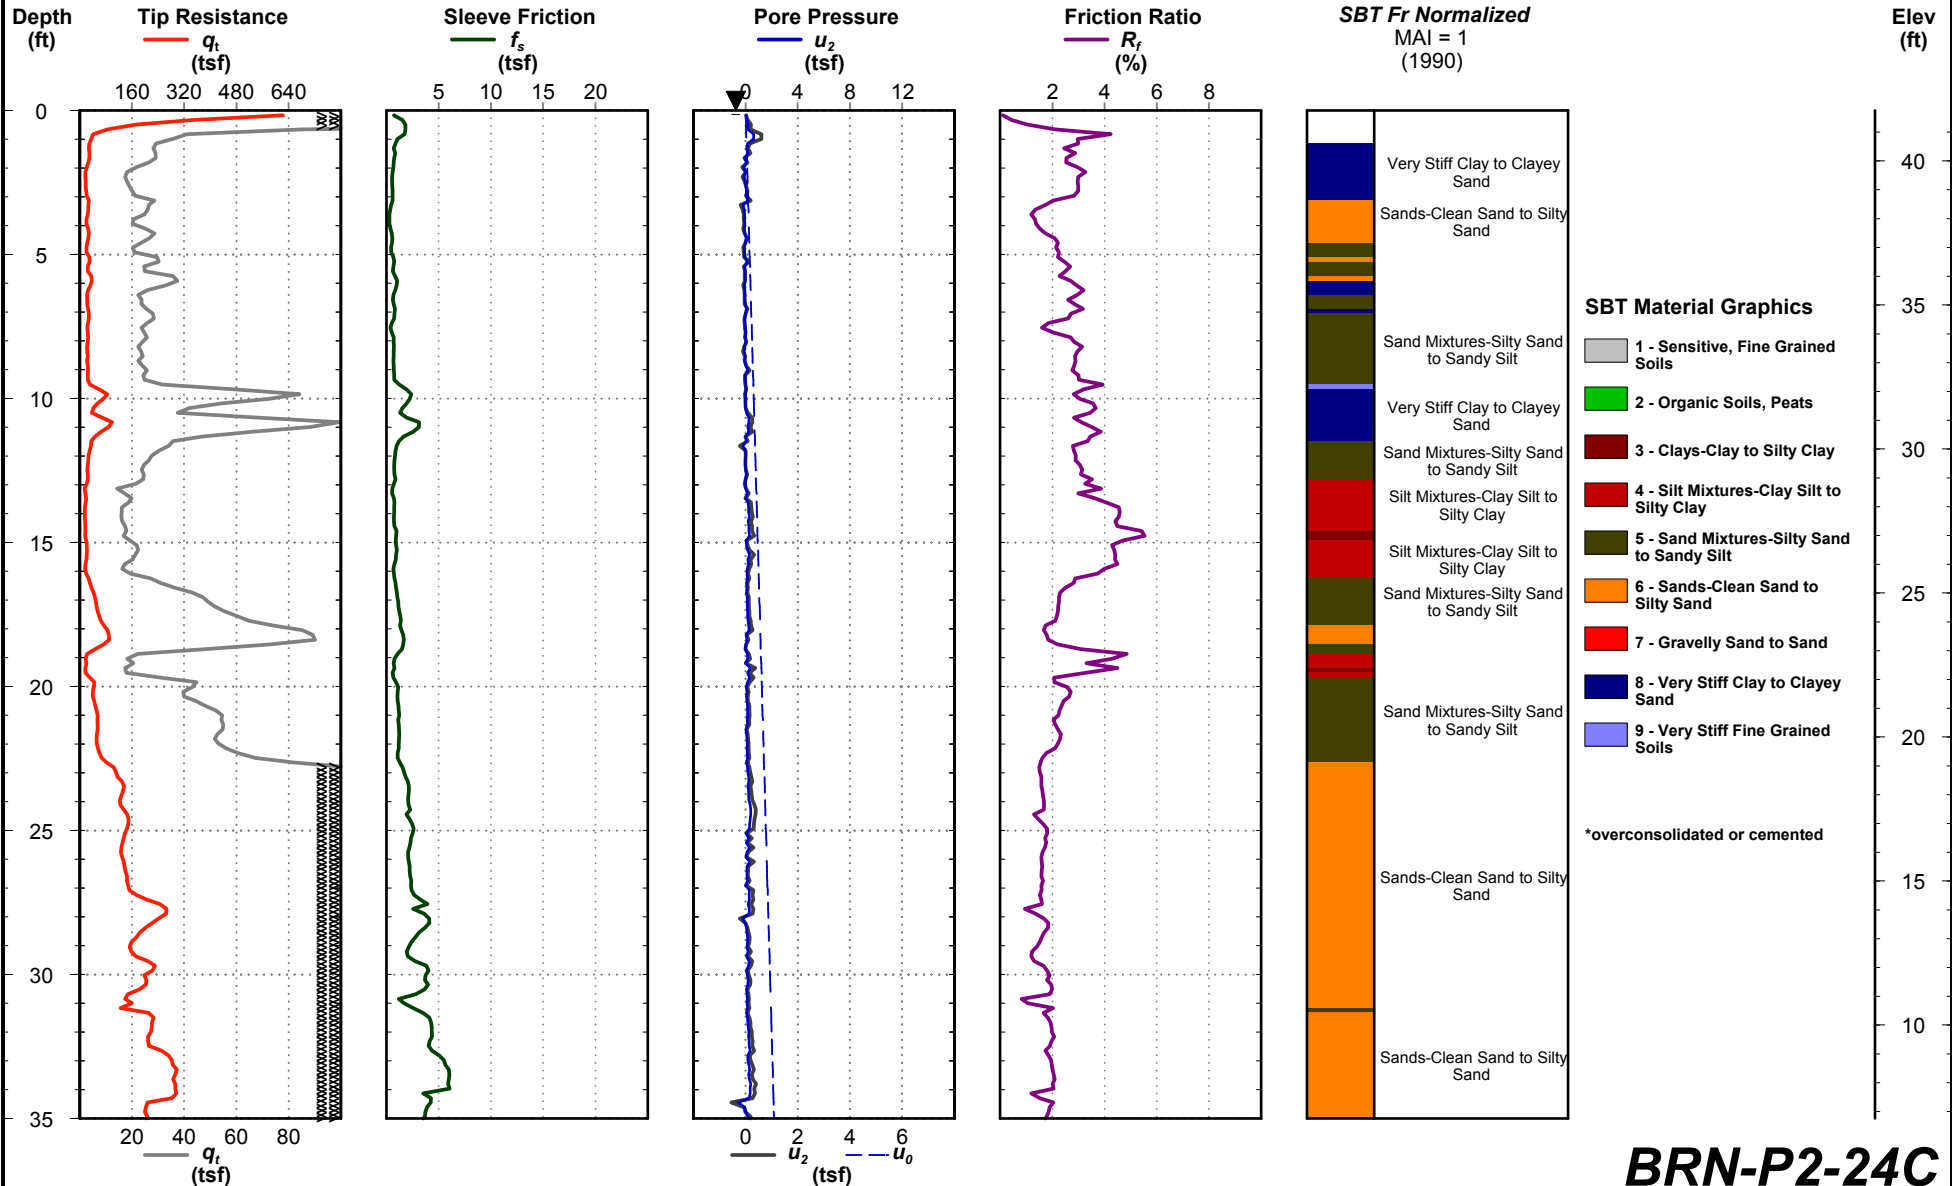 Depth
(ft)
Tip Resistance
qt
(tsf)
160 320 480 640
Sleeve Friction
fs
(tsf)
5 10 15 20
Pore Pressure
u2
(tsf)
0 4 8 12
Friction Ratio
Rf
(%)
2 4 6 8
SBT Fr Normalized
MAI = 1
(1990)
Elev
(ft)
0
5
10
15
20
25
30
35
Very Stiff Clay to Clayey
Sand
Sands-Clean Sand to Silty
Sand
Sand Mixtures-Silty Sand
to Sandy Silt
Very Stiff Clay to Clayey
Sand
Sand Mixtures-Silty Sand
to Sandy Silt
Silt Mixtures-Clay Silt to
Silty Clay
Silt Mixtures-Clay Silt to
Silty Clay
Sand Mixtures-Silty Sand
to Sandy Silt
Sand Mixtures-Silty Sand
to Sandy Silt
Sands-Clean Sand to Silty
Sand
Sands-Clean Sand to Silty
Sand
SBT Material Graphics
1 - Sensitive, Fine Grained
Soils
2 - Organic Soils, Peats
3 - Clays-Clay to Silty Clay
4 - Silt Mixtures-Clay Silt to
Silty Clay
5 - Sand Mixtures-Silty Sand
to Sandy Silt
6 - Sands-Clean Sand to
Silty Sand
7 - Gravelly Sand to Sand
8 - Very Stiff Clay to Clayey
Sand
9 - Very Stiff Fine Grained
Soils
*overconsolidated or cemented
40
35
30
25
20
15
10
20 40 60 80
qt
(tsf)
0 2 4 6
u2 u0
(tsf)
BRN-P2-24C